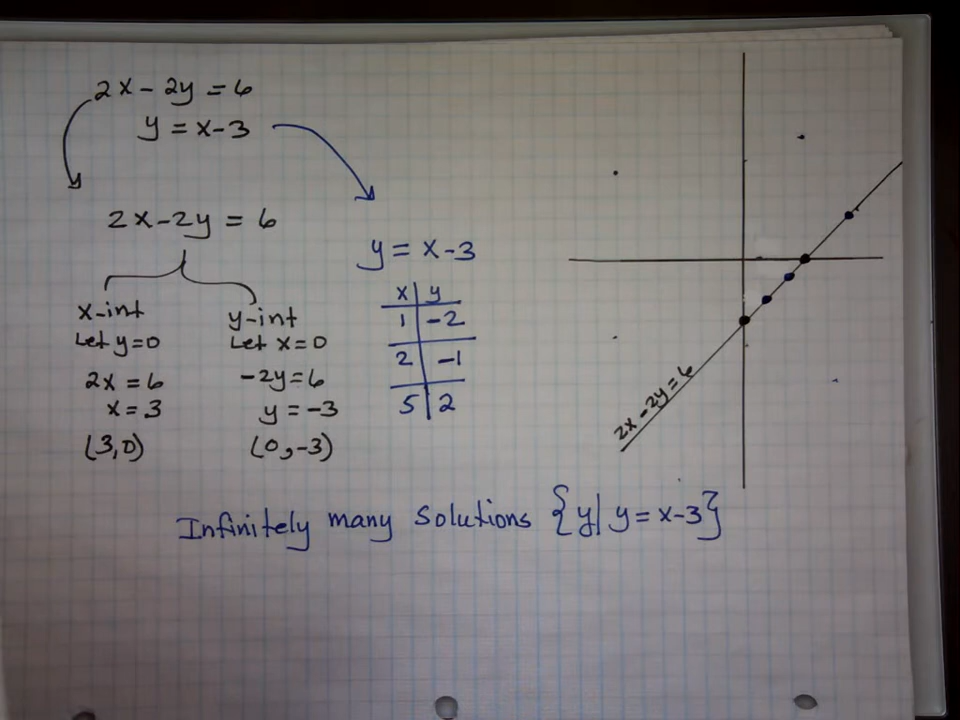 2x - 2y = 6
y = x - 3
2x - 2y = 6
x-int
Let y = 0
2x = 6
x = 3
(3, 0)
y-int
Let x = 0
-2y = 6
y = -3
(0, -3)
y = x - 3
x | y
1 | -2
2 | -1
5 | 2
2x - 2y = 6
Infinitely many solutions {y | y = x - 3}